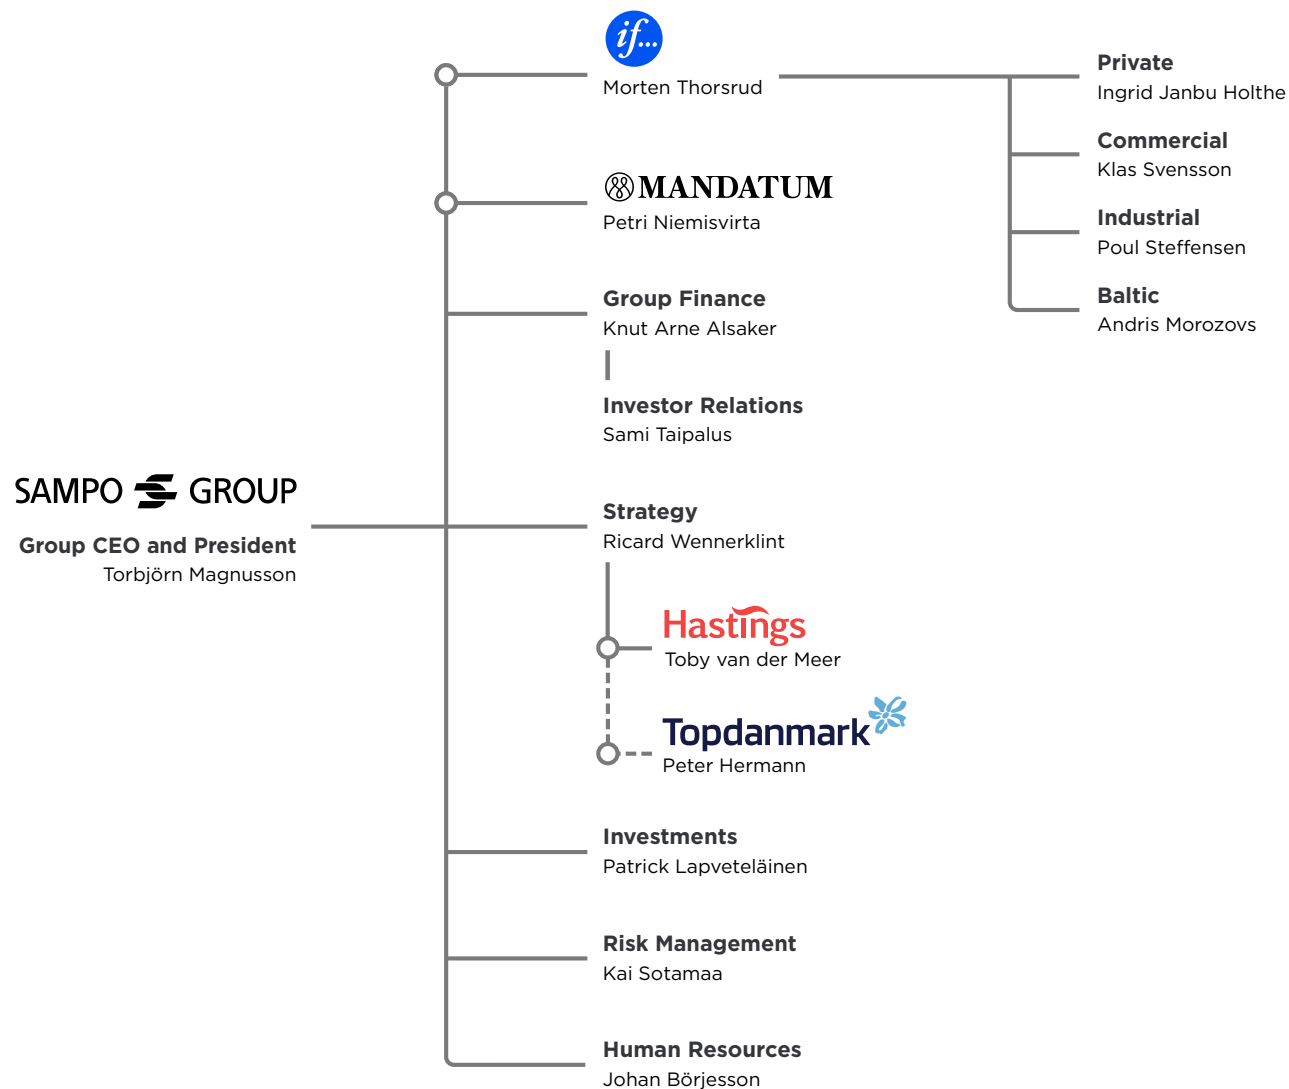 if...
Morten Thorsrud
Private
Ingrid Janbu Holthe
Commercial
Klas Svensson
Industrial
Poul Steffensen
Baltic
Andris Morozovs
MANDATUM
Petri Niemisvirta
Group Finance
Knut Arne Alsaker
Investor Relations
Sami Taipalus
SAMPO GROUP
Group CEO and President
Torbjörn Magnusson
Strategy
Ricard Wennerklint
Hastings
Toby van der Meer
Topdanmark
Peter Hermann
Investments
Patrick Lapveteläinen
Risk Management
Kai Sotamaa
Human Resources
Johan Börjesson